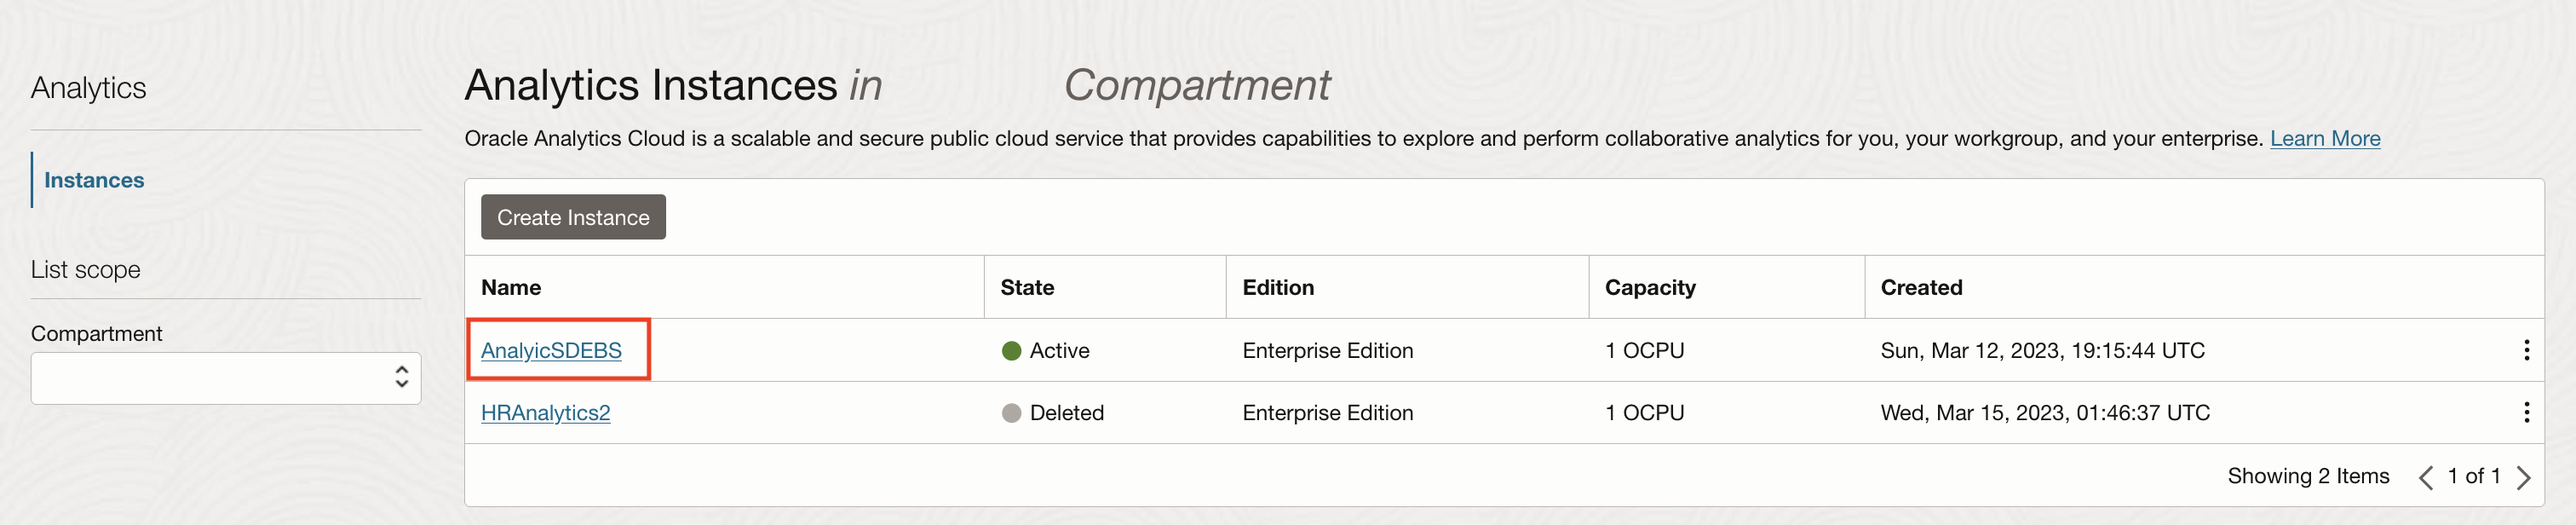 Analytics
Instances
List scope
Compartment
Analytics Instances in Compartment
Oracle Analytics Cloud is a scalable and secure public cloud service that provides capabilities to explore and perform collaborative analytics for you, your workgroup, and your enterprise. Learn More
Create Instance
Name State Edition Capacity Created
AnalyicSDEBS Active Enterprise Edition 1 OCPU Sun, Mar 12, 2023, 19:15:44 UTC
HRAnalytics2 Deleted Enterprise Edition 1 OCPU Wed, Mar 15, 2023, 01:46:37 UTC
Showing 2 Items 1 of 1